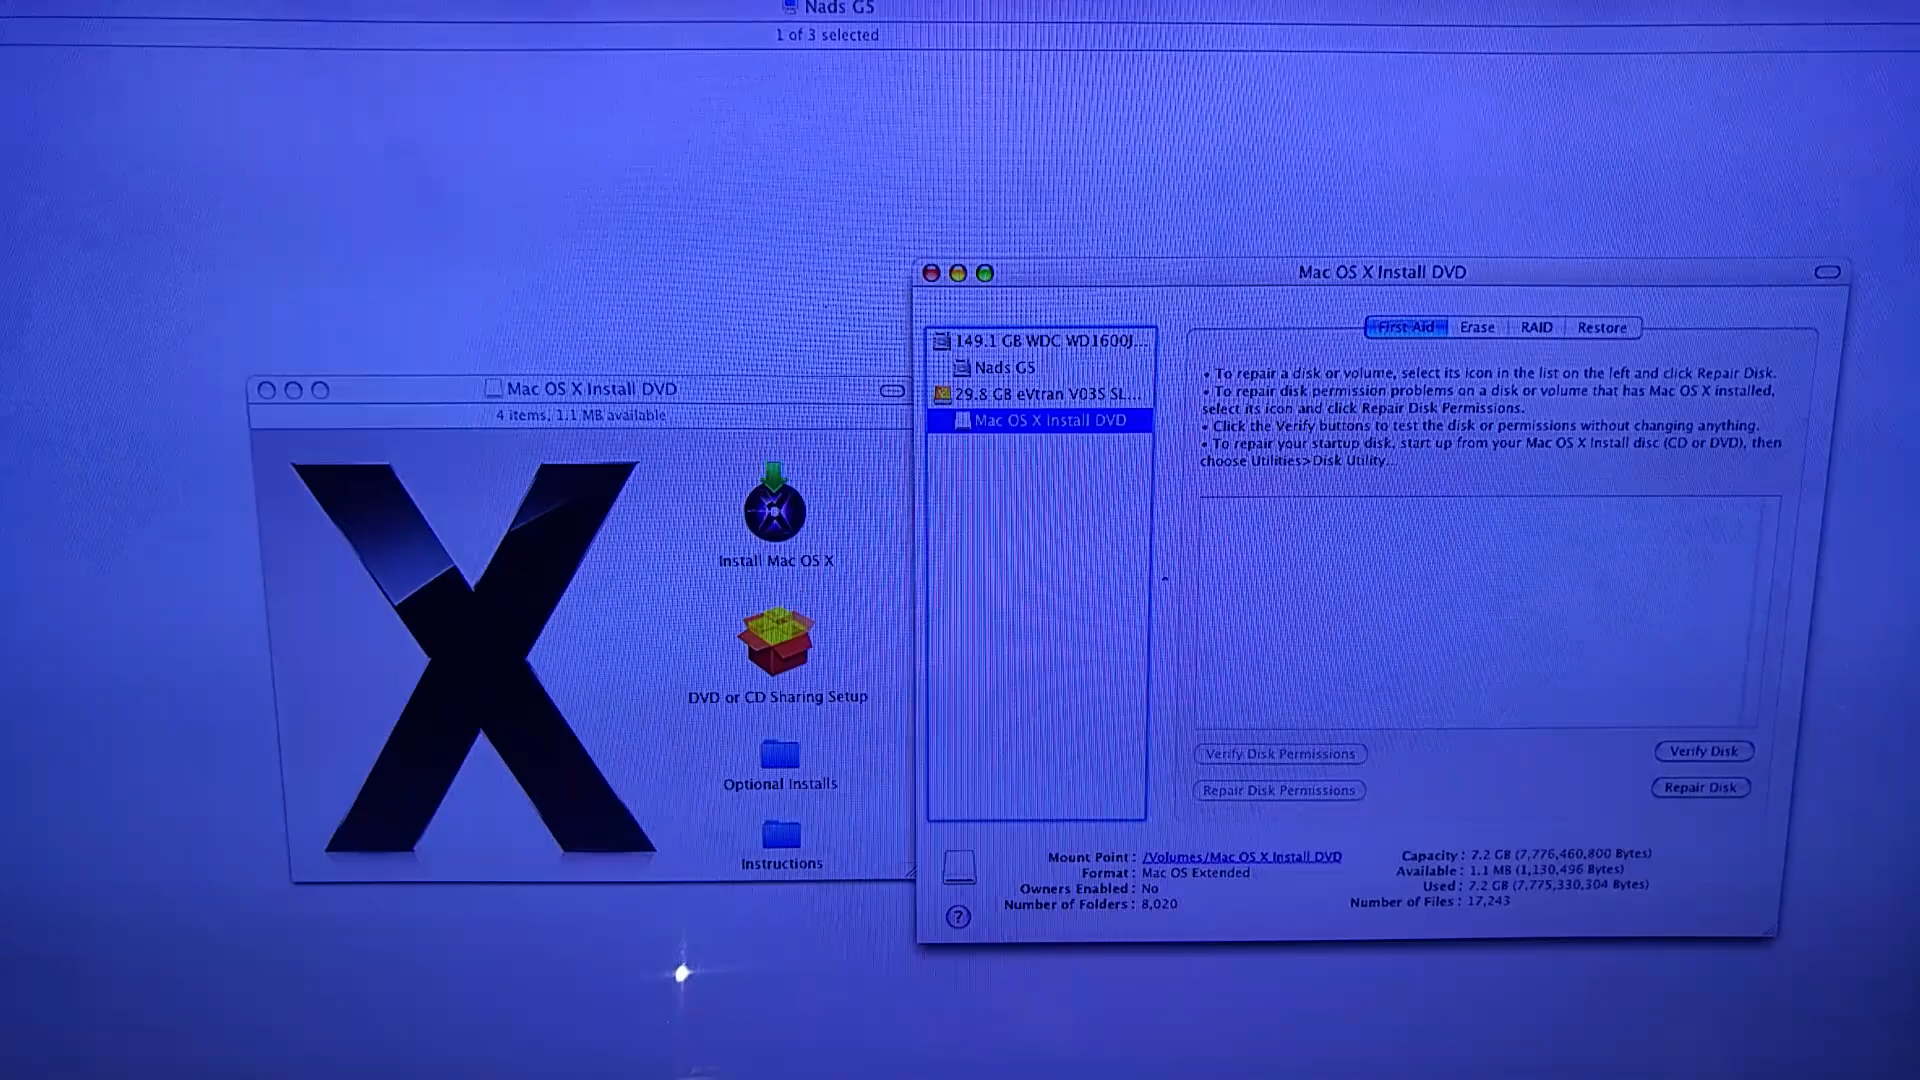 Nads G5
1 of 3 selected
Mac OS X Install DVD
4 items, 1.1 MB available
Install Mac OS X
DVD or CD Sharing Setup
Optional Installs
Instructions
Mac OS X Install DVD
149.1 GB WDC WD1600J...
Nads G5
29.8 GB eVtran V03S SL...
Mac OS X Install DVD
First Aid Erase RAID Restore
• To repair a disk or volume, select its icon in the list on the left and click Repair Disk.
• To repair disk permission problems on a disk or volume that has Mac OS X installed,
select its icon and click Repair Disk Permissions.
• Click the Verify buttons to test the disk or permissions without changing anything.
• To repair your startup disk, start up from your Mac OS X Install disc (CD or DVD), then
choose Utilities>Disk Utility...
Verify Disk Permissions Verify Disk
Repair Disk Permissions Repair Disk
Mount Point : /Volumes/Mac OS X Install DVD
Format : Mac OS Extended
Owners Enabled : No
Number of Folders : 8,020
Capacity : 7.2 GB (7,776,460,800 Bytes)
Available : 1.1 MB (1,130,496 Bytes)
Used : 7.2 GB (7,775,330,304 Bytes)
Number of Files : 17,243
?